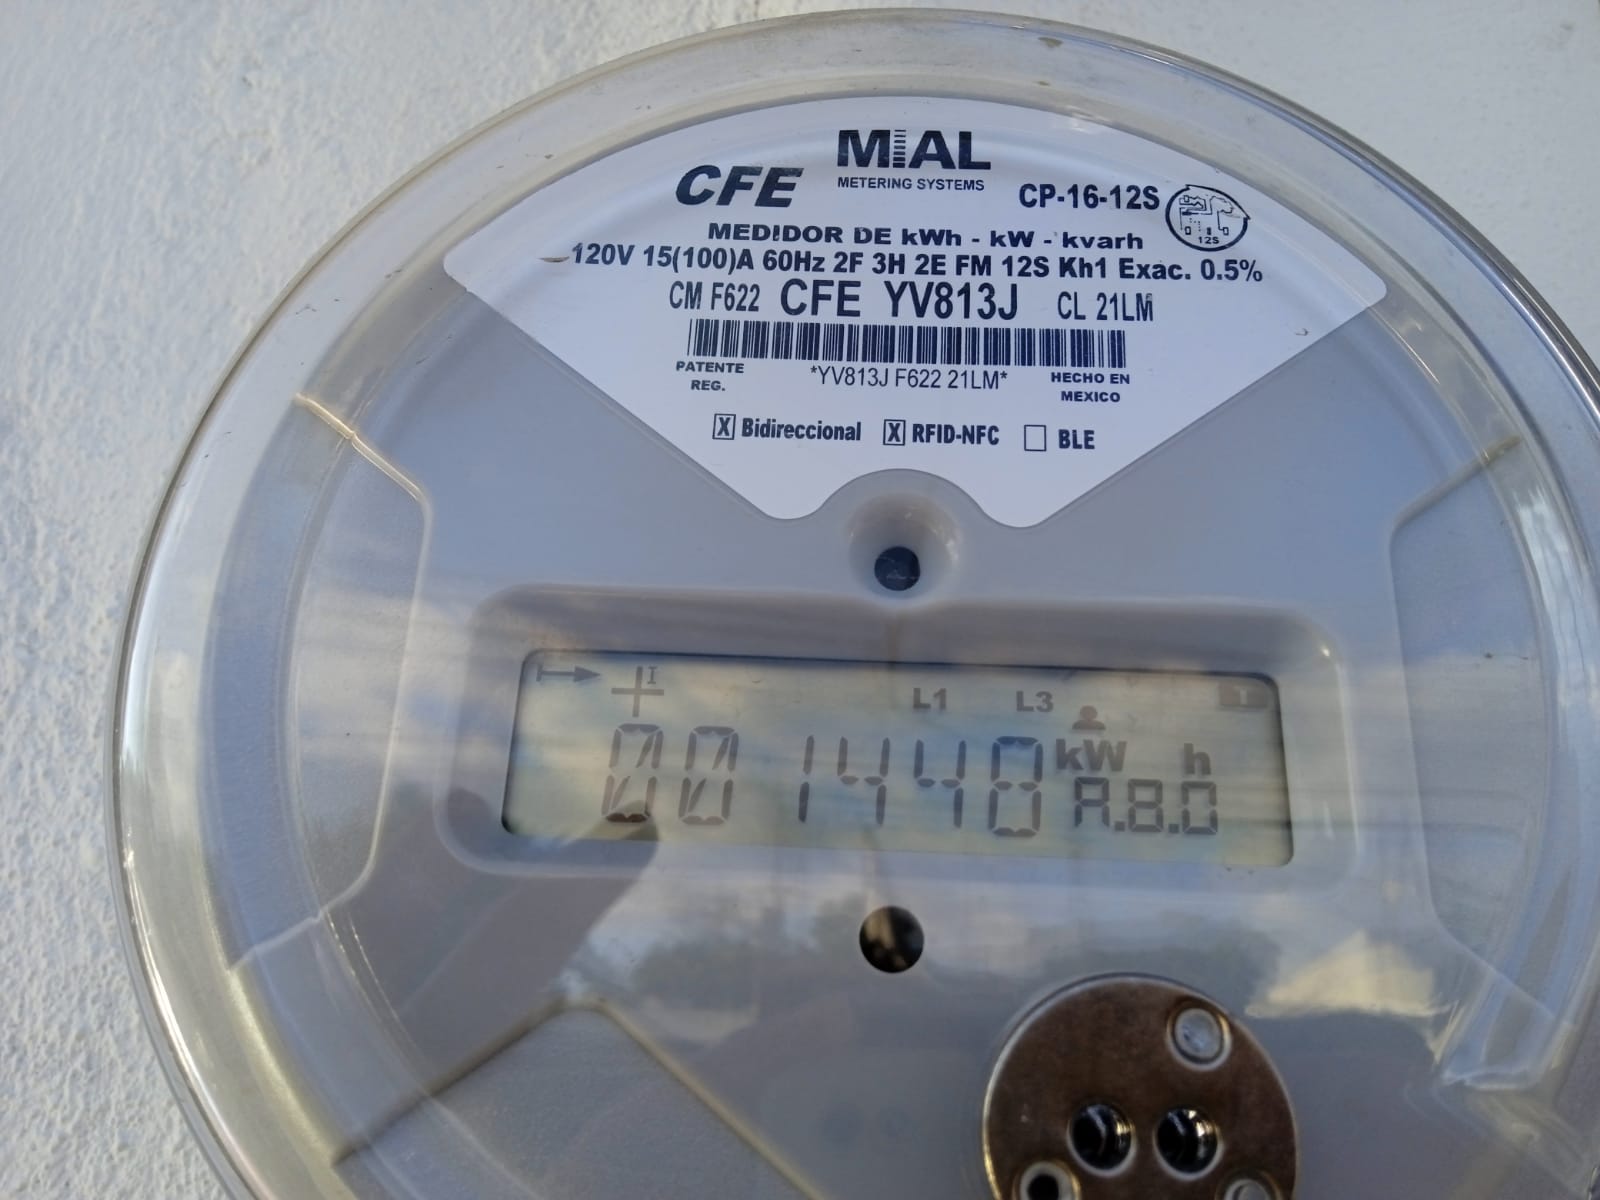 MIAL
METERING SYSTEMS
CFE
CP-16-12S
12S
MEDIDOR DE kWh - kW - kvarh
120V 15(100)A 60Hz 2F 3H 2E FM 12S Kh1 Exac. 0.5%
CM F622 CFE YV813J CL 21LM
PATENTE
REG.
*YV813J F622 21LM*
HECHO EN
MEXICO
X Bidireccional X RFID-NFC BLE
I
L1 L3
001440 kW h
A.8.0